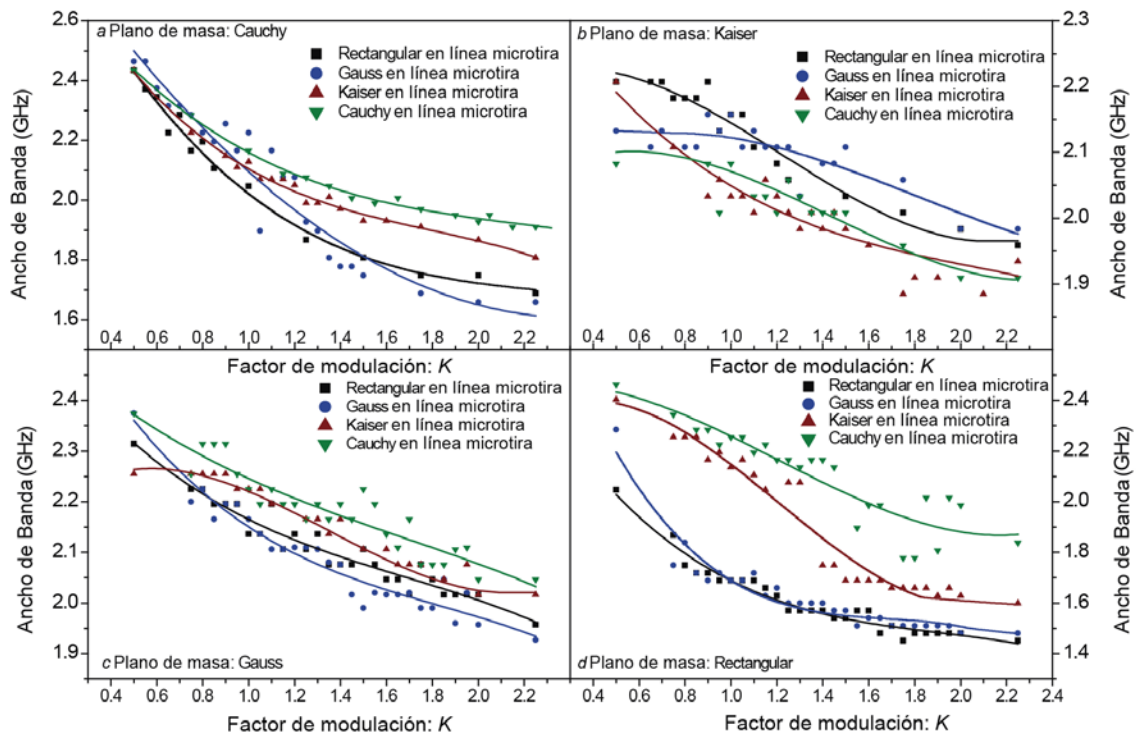 a Plano de masa: Cauchy
Rectangular en línea microtira
Gauss en línea microtira
Kaiser en línea microtira
Cauchy en línea microtira
Ancho de Banda (GHz)
2.6
2.4
2.2
2.0
1.8
1.6
0.4 0.6 0.8 1.0 1.2 1.4 1.6 1.8 2.0 2.2
Factor de modulación: K
b Plano de masa: Kaiser
Rectangular en línea microtira
Gauss en línea microtira
Kaiser en línea microtira
Cauchy en línea microtira
2.3
2.2
2.1
2.0
1.9
Ancho de Banda (GHz)
0.4 0.6 0.8 1.0 1.2 1.4 1.6 1.8 2.0 2.2
Factor de modulación: K
Rectangular en línea microtira
Gauss en línea microtira
Kaiser en línea microtira
Cauchy en línea microtira
Ancho de Banda (GHz)
2.4
2.3
2.2
2.1
2.0
1.9
c Plano de masa: Gauss
0.4 0.6 0.8 1.0 1.2 1.4 1.6 1.8 2.0 2.2
Factor de modulación: K
Rectangular en línea microtira
Gauss en línea microtira
Kaiser en línea microtira
Cauchy en línea microtira
2.4
2.2
2.0
1.8
1.6
1.4
Ancho de Banda (GHz)
d Plano de masa: Rectangular
0.4 0.6 0.8 1.0 1.2 1.4 1.6 1.8 2.0 2.2 2.4
Factor de modulación: K